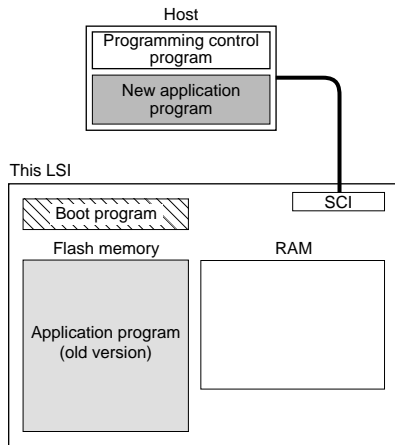 Host
Programming control
program
New application
program
This LSI
SCI
Boot program
Flash memory
RAM
Application program
(old version)